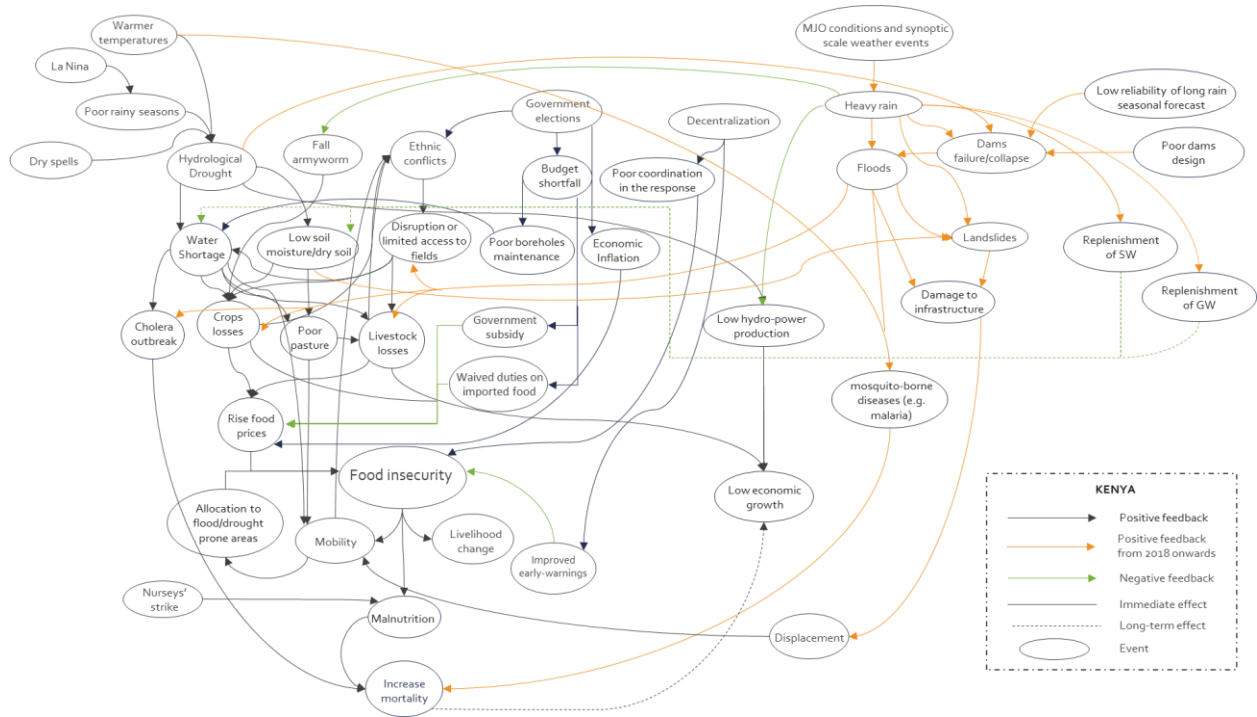 Warmer
temperatures
MJO conditions and synoptic
scale weather events
La Nina
Poor rainy seasons
Government
elections
Decentralization
Heavy rain
Low reliability of long rain
seasonal forecast
Dry spells
Hydrological
Drought
Fall
armyworm
Ethnic
conflicts
Budget
shortfall
Poor coordination
in the response
Floods
Dams
failure/collapse
Poor dams
design
Water
Shortage
Low soil
moisture/dry soil
Disruption or
limited access to
fields
Poor boreholes
maintenance
Economic
Inflation
Landslides
Replenishment
of SW
Replenishment
of GW
Cholera
outbreak
Crops
losses
Poor
pasture
Livestock
losses
Government
subsidy
Low hydro-power
production
Damage to
infrastructure
Waived duties on
imported food
mosquito-borne
diseases (e.g.
malaria)
Rise food
prices
Food insecurity
Low economic
growth
Allocation to
flood/drought
prone areas
Mobility
Livelihood
change
Improved
early-warnings
Nurseys'
strike
Malnutrition
Displacement
Increase
mortality
KENYA
Positive feedback
Positive feedback
from 2018 onwards
Negative feedback
Immediate effect
Long-term effect
Event